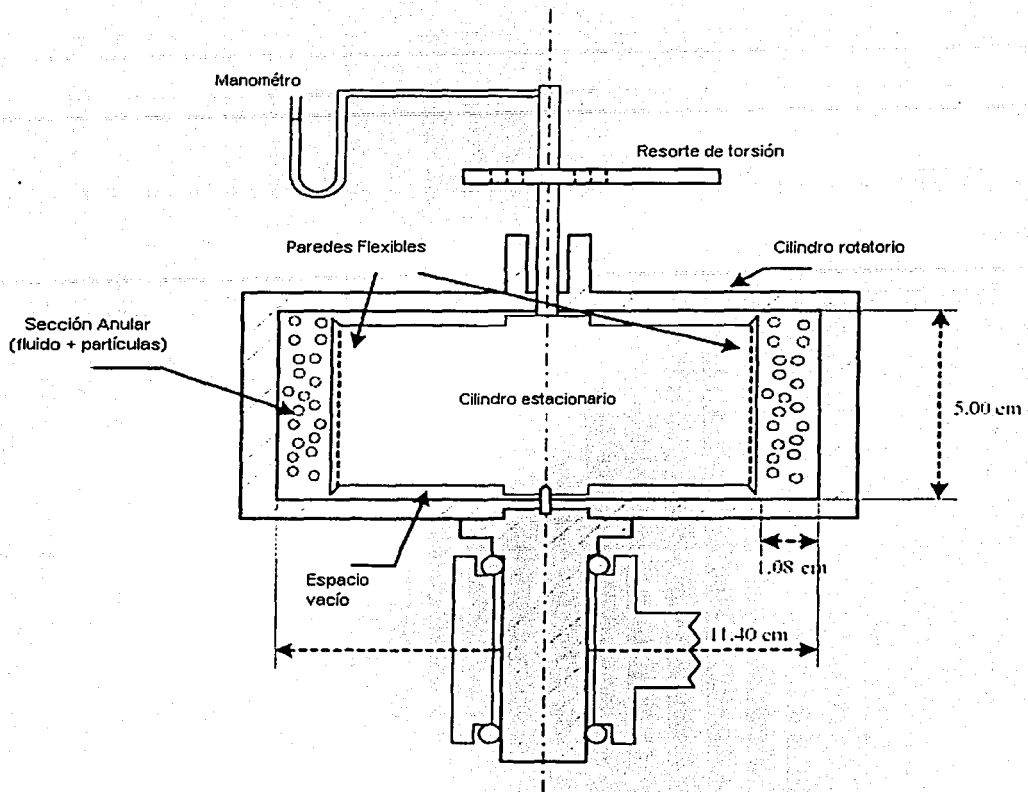 Manométro
Resorte de torsión
Paredes Flexibles
Cilindro rotatorio
Sección Anular
(fluido + partículas)
Cilindro estacionario
5.00 cm
1.08 cm
Espacio
vacío
11.40 cm